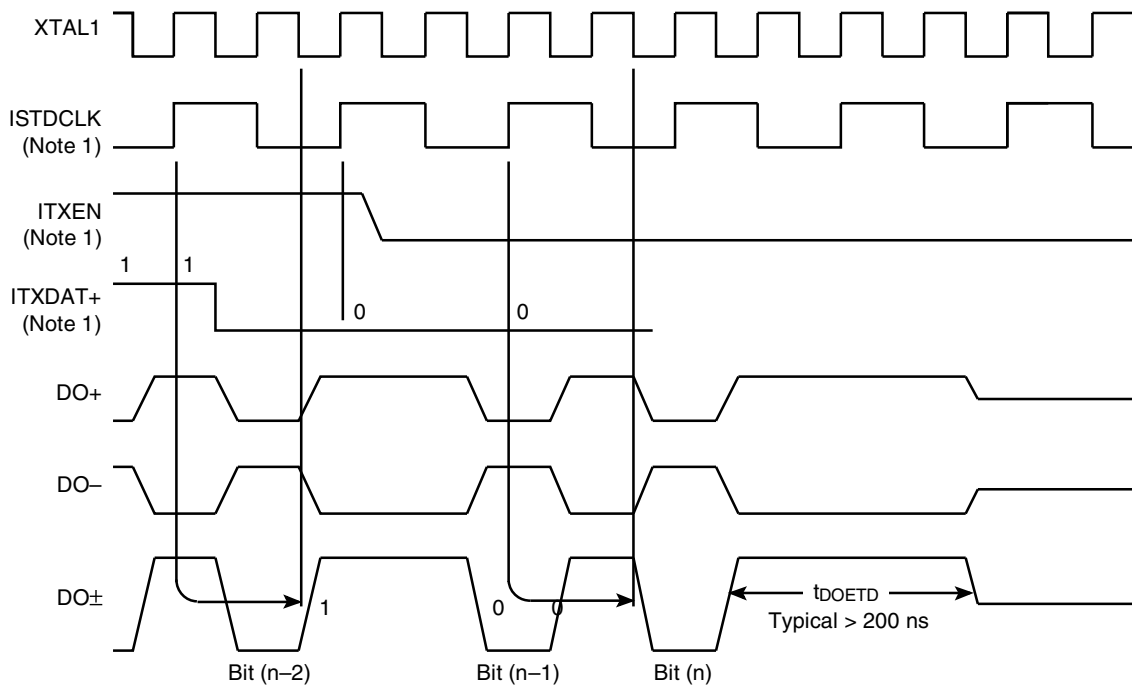 XTAL1
ISTDCLK
(Note 1)
ITXEN
(Note 1)
1 1
ITXDAT+
(Note 1)
0 0
DO+
DO–
DO±
1 0 0
tDOETD
Typical > 200 ns
Bit (n–2) Bit (n–1) Bit (n)